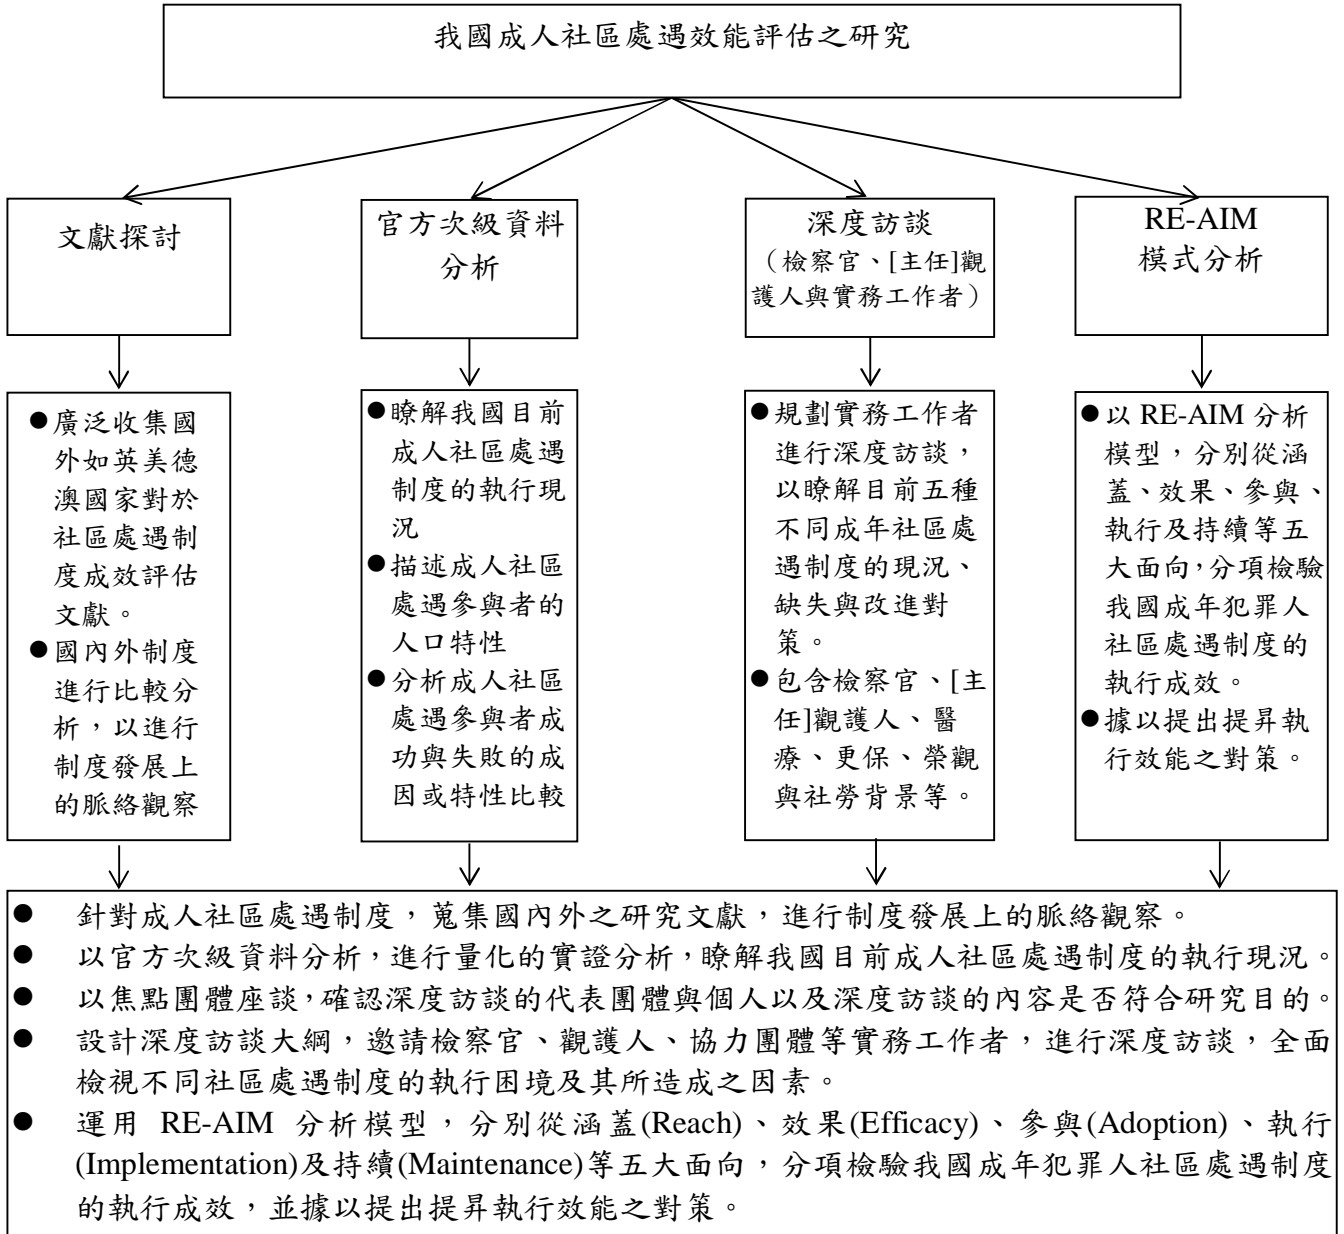 我國成人社區處遇效能評估之研究
文獻探討
官方次級資料
分析
深度訪談
（檢察官、[主任]觀
護人與實務工作者）
RE-AIM
模式分析
●廣泛收集國
外如英美德
澳國家對於
社區處遇制
度成效評估
文獻。
●國內外制度
進行比較分
析，以進行
制度發展上
的脈絡觀察
●瞭解我國目前
成人社區處遇
制度的執行現
況
●描述成人社區
處遇參與者的
人口特性
●分析成人社區
處遇參與者成
功與失敗的成
因或特性比較
●規劃實務工作者
進行深度訪談，
以瞭解目前五種
不同成年社區處
遇制度的現況、
缺失與改進對
策。
●包含檢察官、[主
任]觀護人、醫
療、更保、榮觀
與社勞背景等。
●以 RE-AIM 分析
模型，分別從涵
蓋、效果、參與、
執行及持續等五
大面向，分項檢驗
我國成年犯罪人
社區處遇制度的
執行成效。
●據以提出提昇執
行效能之對策。
● 針對成人社區處遇制度，蒐集國內外之研究文獻，進行制度發展上的脈絡觀察。
● 以官方次級資料分析，進行量化的實證分析，瞭解我國目前成人社區處遇制度的執行現況。
● 以焦點團體座談，確認深度訪談的代表團體與個人以及深度訪談的內容是否符合研究目的。
● 設計深度訪談大綱，邀請檢察官、觀護人、協力團體等實務工作者，進行深度訪談，全面
檢視不同社區處遇制度的執行困境及其所造成之因素。
● 運用 RE-AIM 分析模型，分別從涵蓋(Reach)、效果(Efficacy)、參與(Adoption)、執行
(Implementation)及持續(Maintenance)等五大面向，分項檢驗我國成年犯罪人社區處遇制度
的執行成效，並據以提出提昇執行效能之對策。